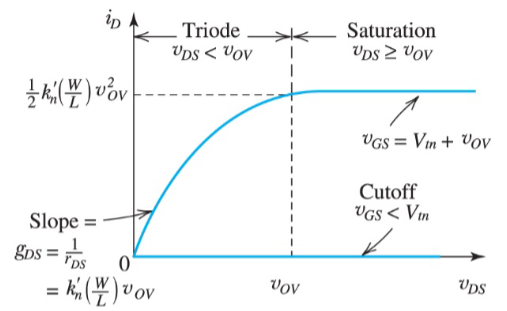 i_D
Triode
v_DS < v_OV
Saturation
v_DS ≥ v_OV
1/2 k′_n(W/L) v²_OV
v_GS = V_tn + v_OV
Cutoff
v_GS < V_tn
Slope =
g_DS = 1/r_DS
= k′_n(W/L) v_OV
0
v_OV
v_DS